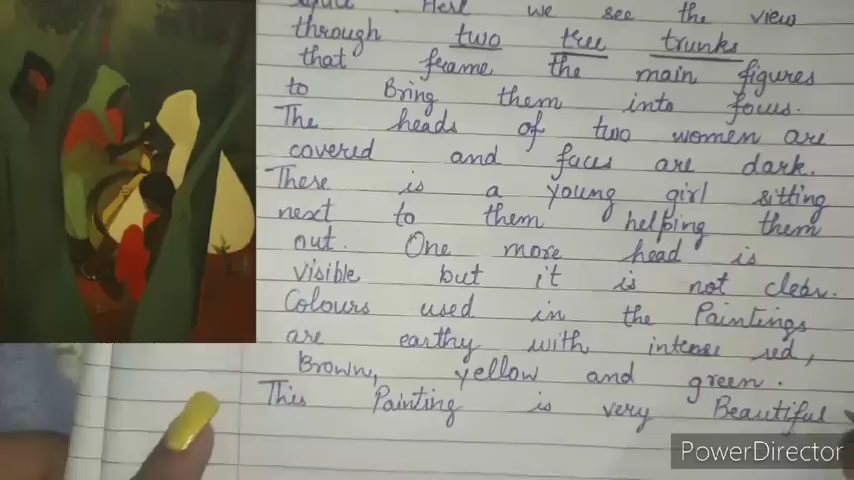 space. Here we see the view
through two tree trunks
that frame the main figures
to Bring them into focus.
The heads of two women are
covered and faces are dark.
There is a young girl sitting
next to them helping them
out. One more head is
visible but it is not clear.
Colours used in the Paintings
are earthy with intense red,
Brown, yellow and green.
This Painting is very Beautiful
PowerDirector